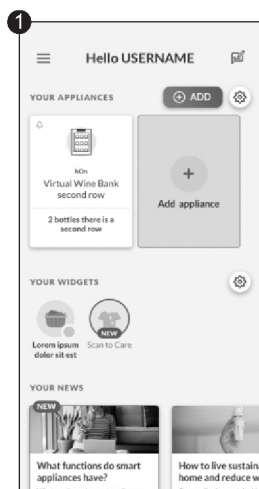 1
Hello USERNAME
YOUR APPLIANCES
ADD
hOn
Virtual Wine Bank
second row
2 bottles there is a
second row
Add appliance
YOUR WIDGETS
NEW
Lorem ipsum
dolor sit est
Scan to Care
YOUR NEWS
NEW
What functions do smart
appliances have?
How to live sustaina
home and reduce w